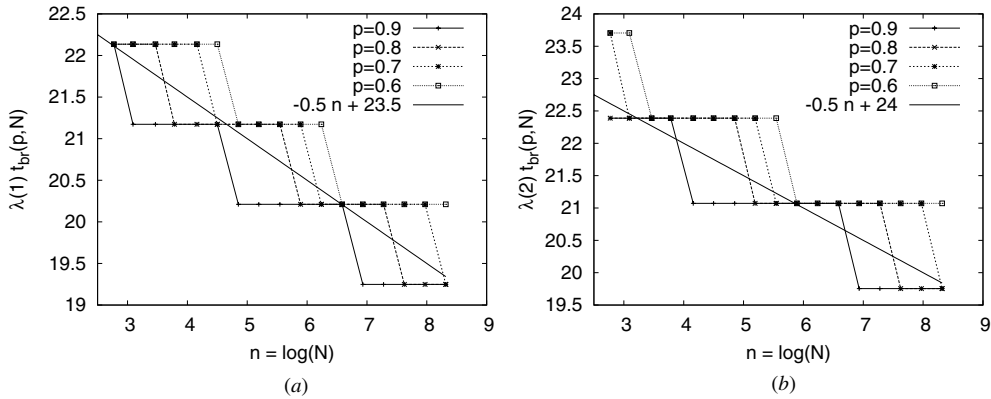 λ(1) t_br(p,N)
22
21.5
21
20.5
20
19.5
19
3
4
5
6
7
8
9
n = log(N)
p=0.9
p=0.8
p=0.7
p=0.6
-0.5 n + 23.5
(a)
λ(2) t_br(p,N)
24
23.5
23
22.5
22
21.5
21
20.5
20
19.5
3
4
5
6
7
8
9
n = log(N)
p=0.9
p=0.8
p=0.7
p=0.6
-0.5 n + 24
(b)